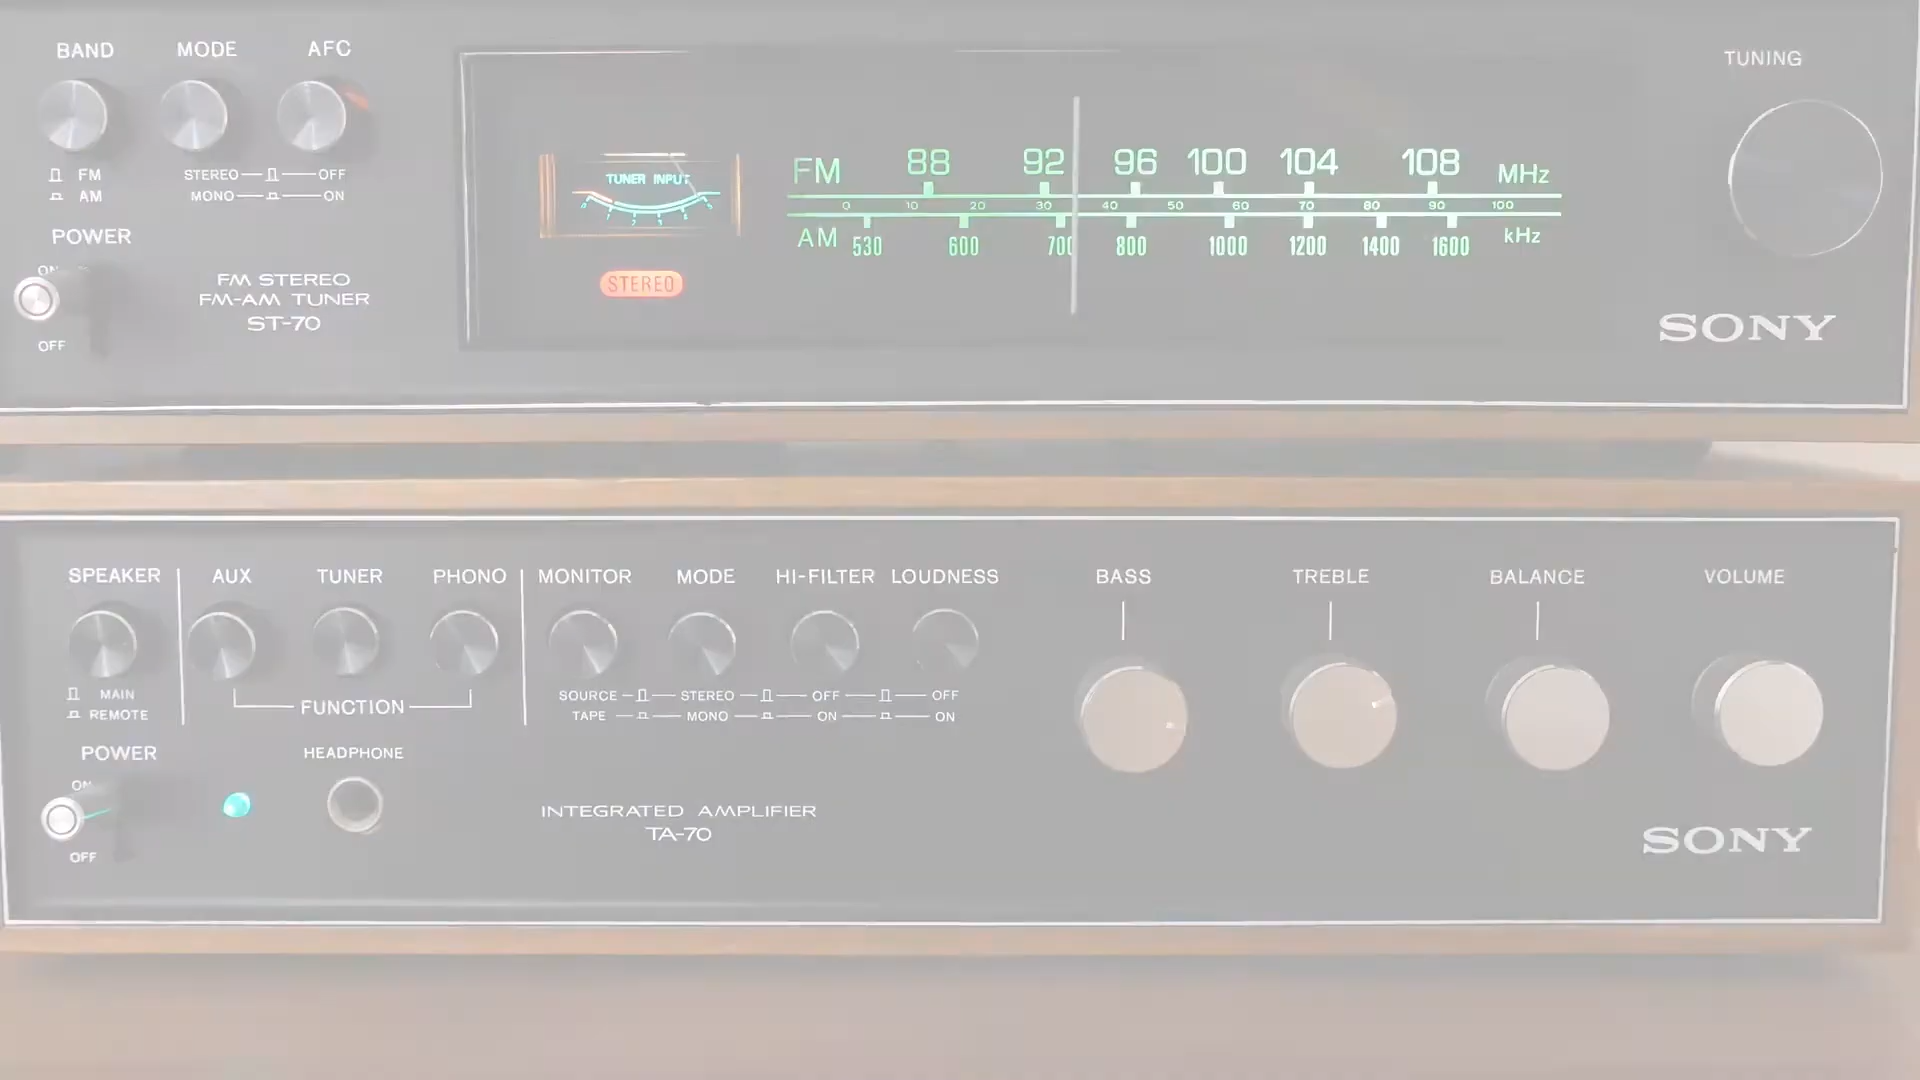 BAND MODE AFC
TUNING
FM 88 92 96 100 104 108 MHz
TUNER INPUT
FM STEREO OFF
AM MONO ON
0 10 20 30 40 50 60 70 80 90 100
AM 530 600 700 800 1000 1200 1400 1600 kHz
POWER
ON
OFF
FM STEREO
FM-AM TUNER
ST-70
STEREO
SONY
SPEAKER AUX TUNER PHONO MONITOR MODE HI-FILTER LOUDNESS BASS TREBLE BALANCE VOLUME
MAIN SOURCE STEREO OFF OFF
REMOTE FUNCTION TAPE MONO ON ON
POWER HEADPHONE
ON
OFF
INTEGRATED AMPLIFIER
TA-70
SONY